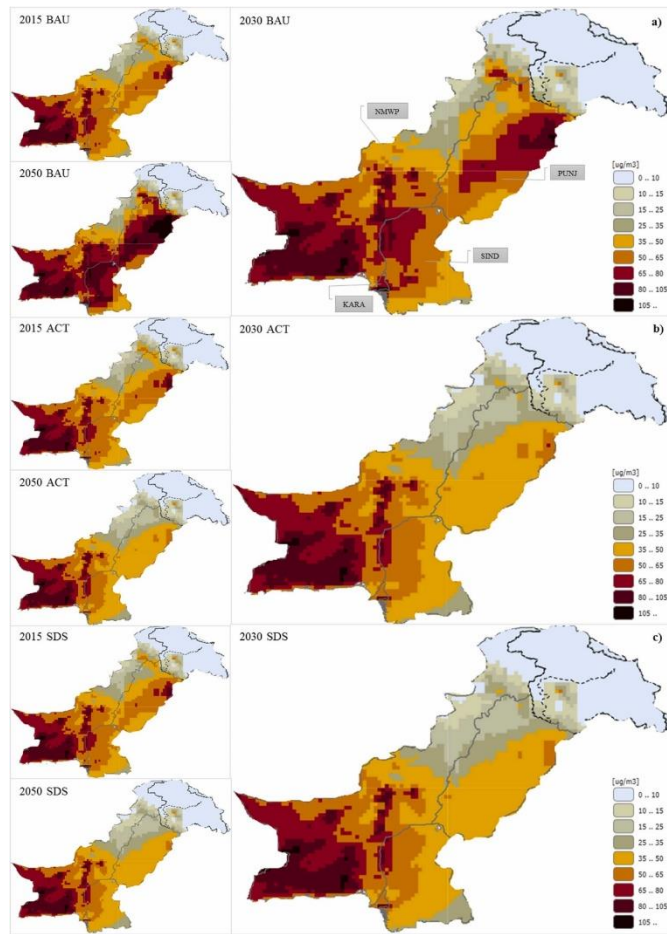 2015 BAU
2030 BAU
a)
NMWP
[ug/m3]
0 .. 10
10 .. 15
15 .. 25
25 .. 35
35 .. 50
50 .. 65
65 .. 80
80 .. 105
105 ..
PUNJ
SIND
KARA
2050 BAU
2015 ACT
2030 ACT
b)
[ug/m3]
0 .. 10
10 .. 15
15 .. 25
25 .. 35
35 .. 50
50 .. 65
65 .. 80
80 .. 105
105 ..
2050 ACT
2015 SDS
2030 SDS
c)
[ug/m3]
0 .. 10
10 .. 15
15 .. 25
25 .. 35
35 .. 50
50 .. 65
65 .. 80
80 .. 105
105 ..
2050 SDS